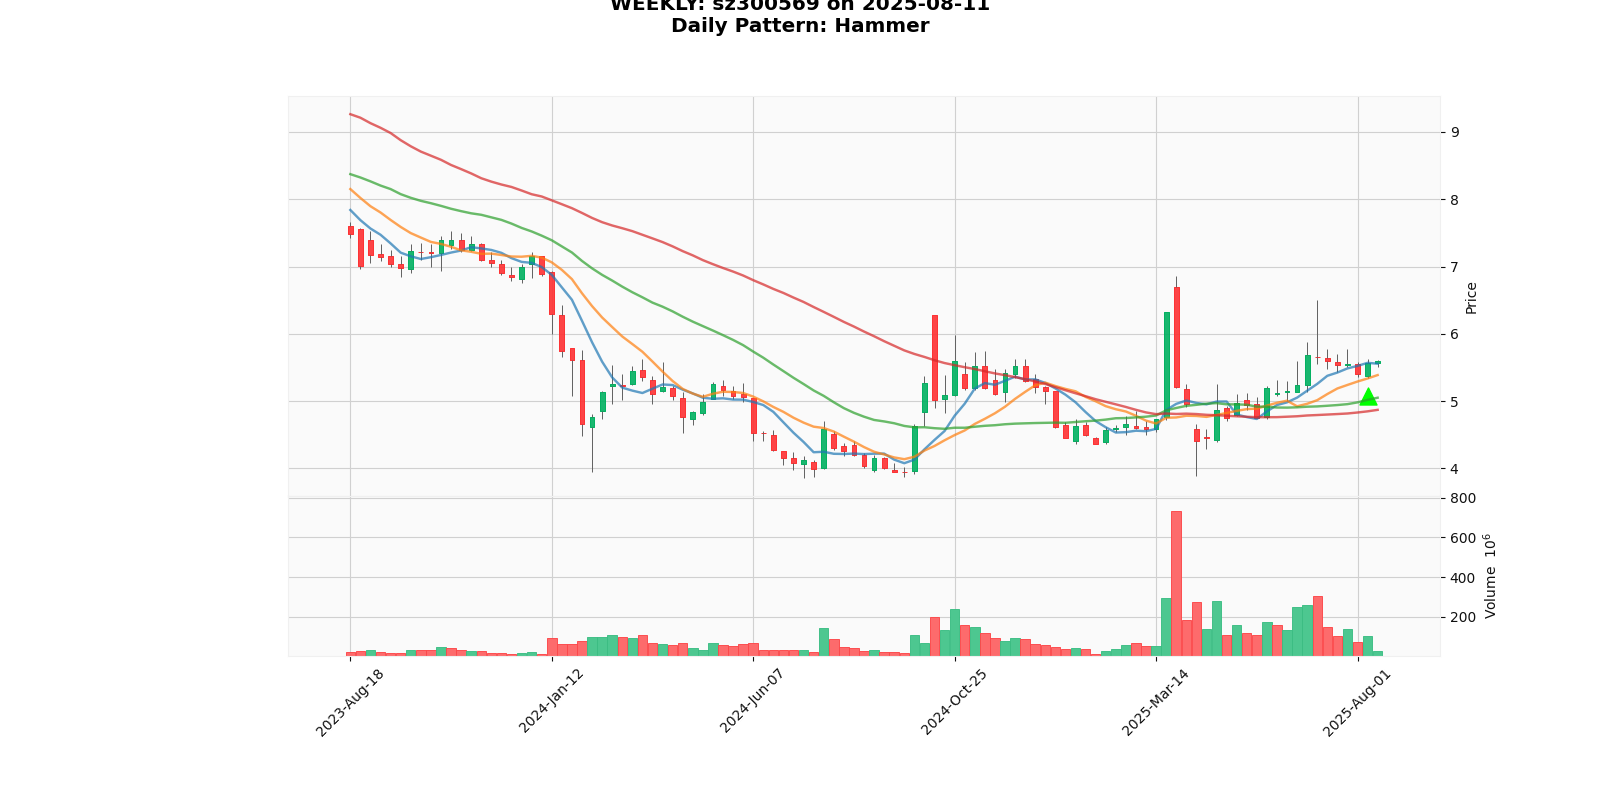 WEEKLY: sz300569 on 2025-08-11
Daily Pattern: Hammer
9
8
7
6
5
4
Price
800
600
400
200
Volume 10^6
2023-Aug-18
2024-Jan-12
2024-Jun-07
2024-Oct-25
2025-Mar-14
2025-Aug-01